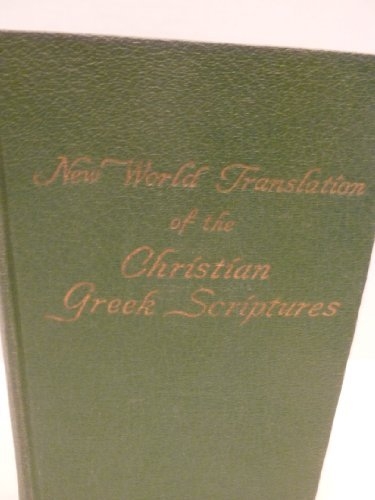 New World Translation
of the
Christian
Greek Scriptures